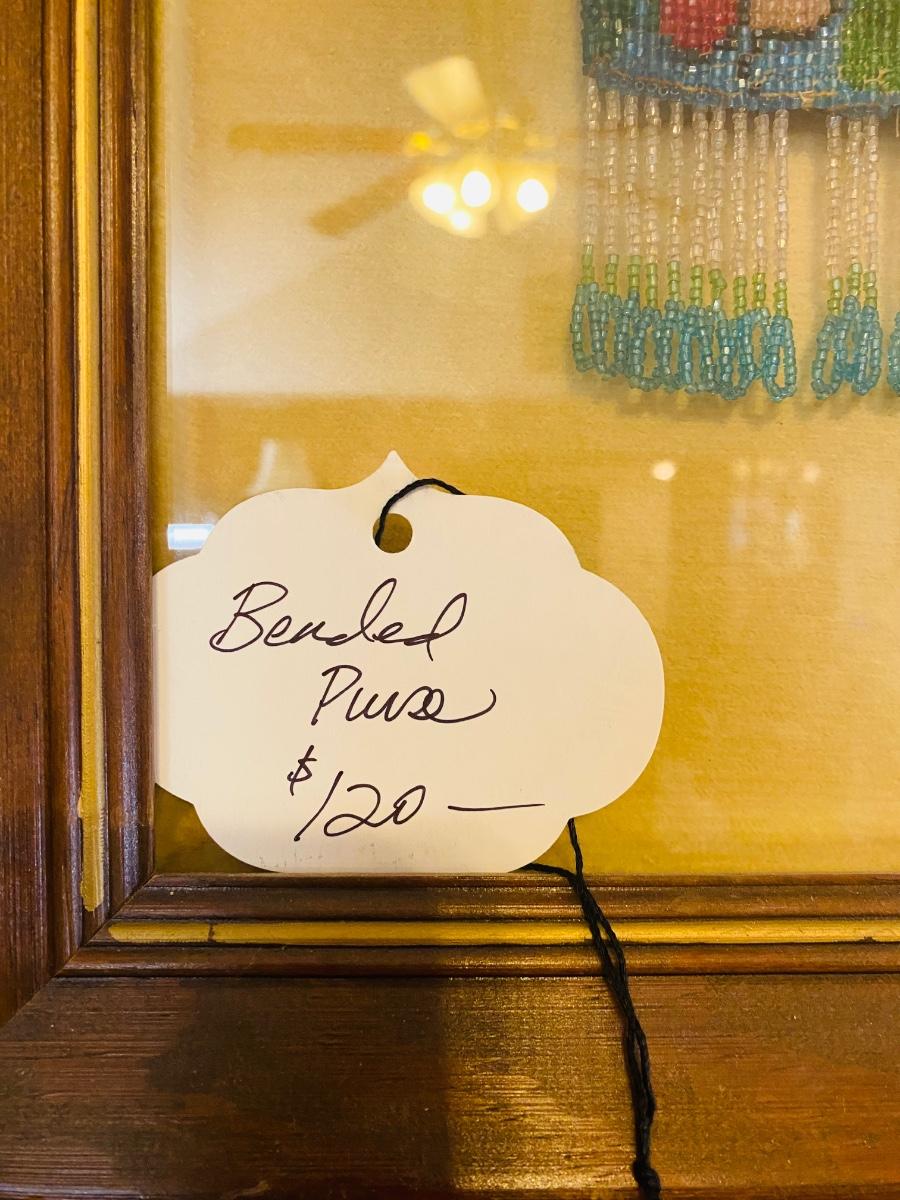 Beaded
Purse
$120 —